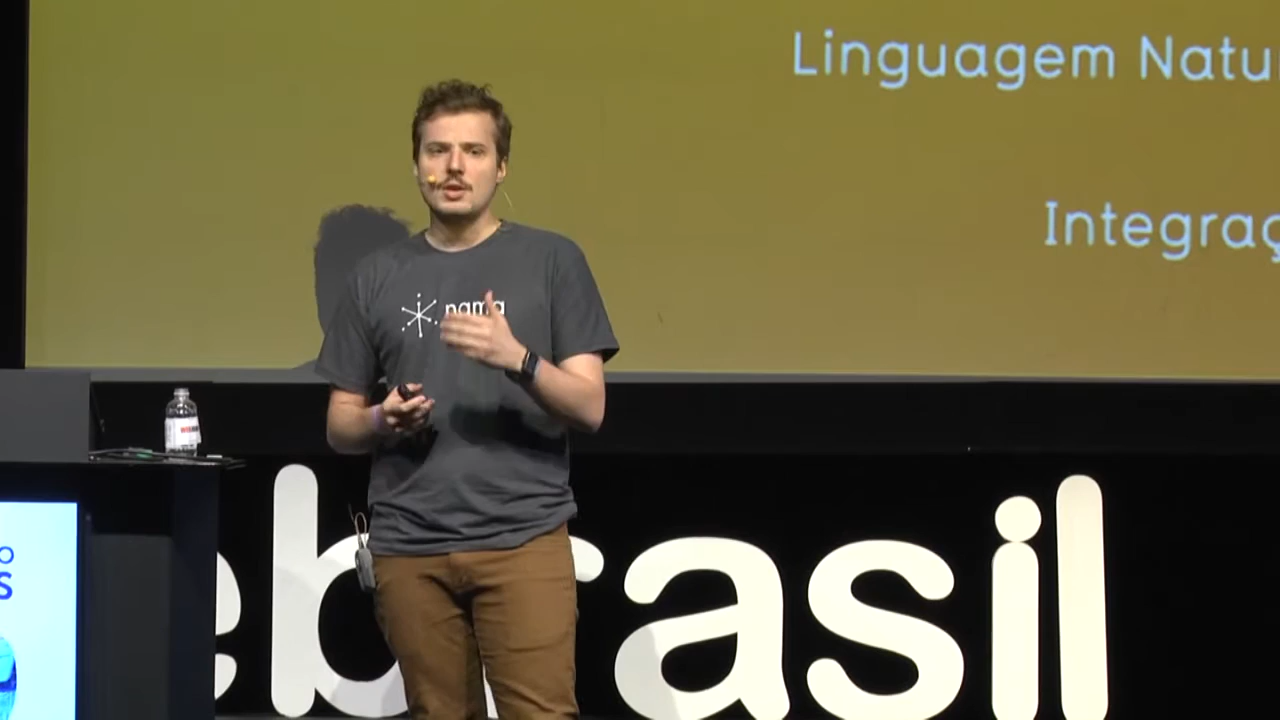 Linguagem Natu
Integraç
nama
O
S
ebrasil